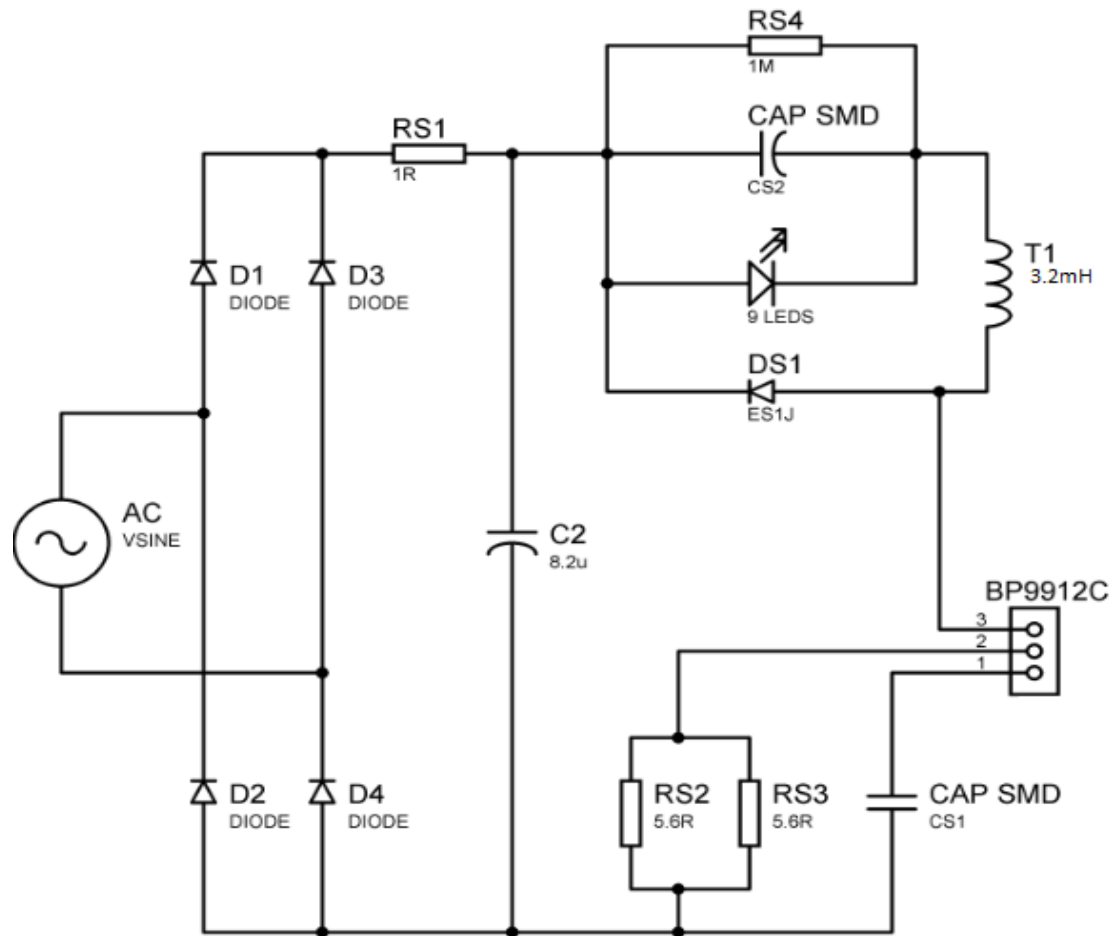 RS4
1M
CAP SMD
CS2
RS1
1R
9 LEDS
T1
3.2mH
D1
DIODE
D3
DIODE
DS1
ES1J
AC
VSINE
C2
8.2u
BP9912C
3
2
1
D2
DIODE
D4
DIODE
RS2
5.6R
RS3
5.6R
CAP SMD
CS1